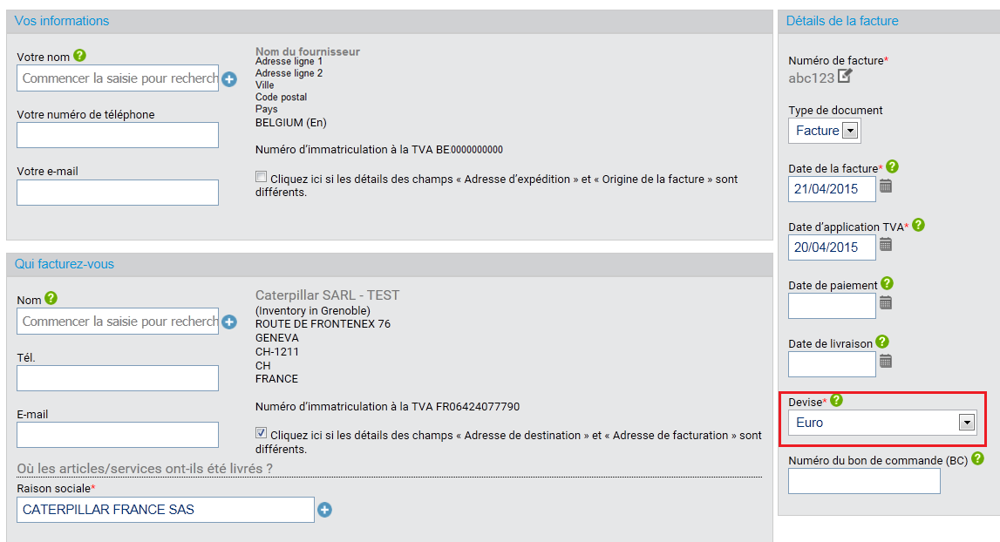 Vos informations
Votre nom ?
Commencer la saisie pour recherch
Votre numéro de téléphone
Votre e-mail
Nom du fournisseur
Adresse ligne 1
Adresse ligne 2
Ville
Code postal
Pays
BELGIUM (En)
Numéro d'immatriculation à la TVA BE0000000000
Cliquez ici si les détails des champs « Adresse d'expédition » et « Origine de la facture » sont
différents.
Qui facturez-vous
Nom ?
Commencer la saisie pour recherch
Tél.
E-mail
Caterpillar SARL - TEST
(Inventory in Grenoble)
ROUTE DE FRONTENEX 76
GENEVA
CH-1211
CH
FRANCE
Numéro d'immatriculation à la TVA FR06424077790
Cliquez ici si les détails des champs « Adresse de destination » et « Adresse de facturation » sont
différents.
Où les articles/services ont-ils été livrés ?
Raison sociale*
CATERPILLAR FRANCE SAS
Détails de la facture
Numéro de facture*
abc123
Type de document
Facture
Date de la facture* ?
21/04/2015
Date d'application TVA* ?
20/04/2015
Date de paiement ?
Date de livraison ?
Devise* ?
Euro
Numéro du bon de commande (BC) ?